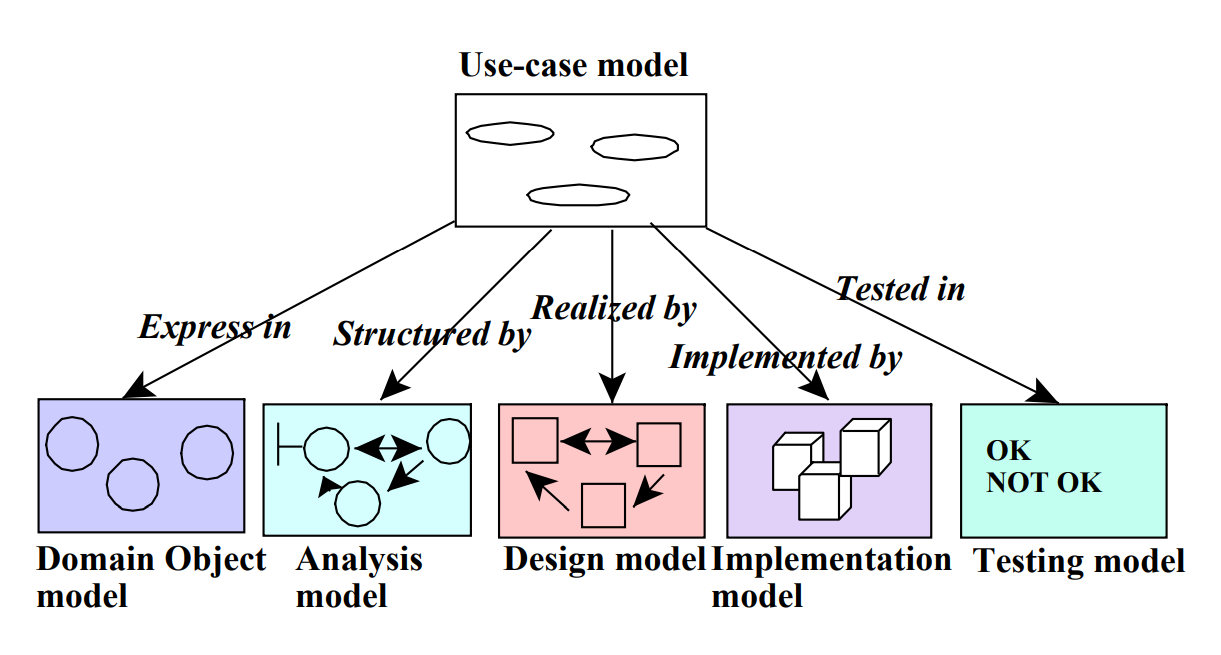 Use-case model
Express in
Structured by
Realized by
Implemented by
Tested in
OK
NOT OK
Domain Object
model
Analysis
model
Design model
Implementation
model
Testing model